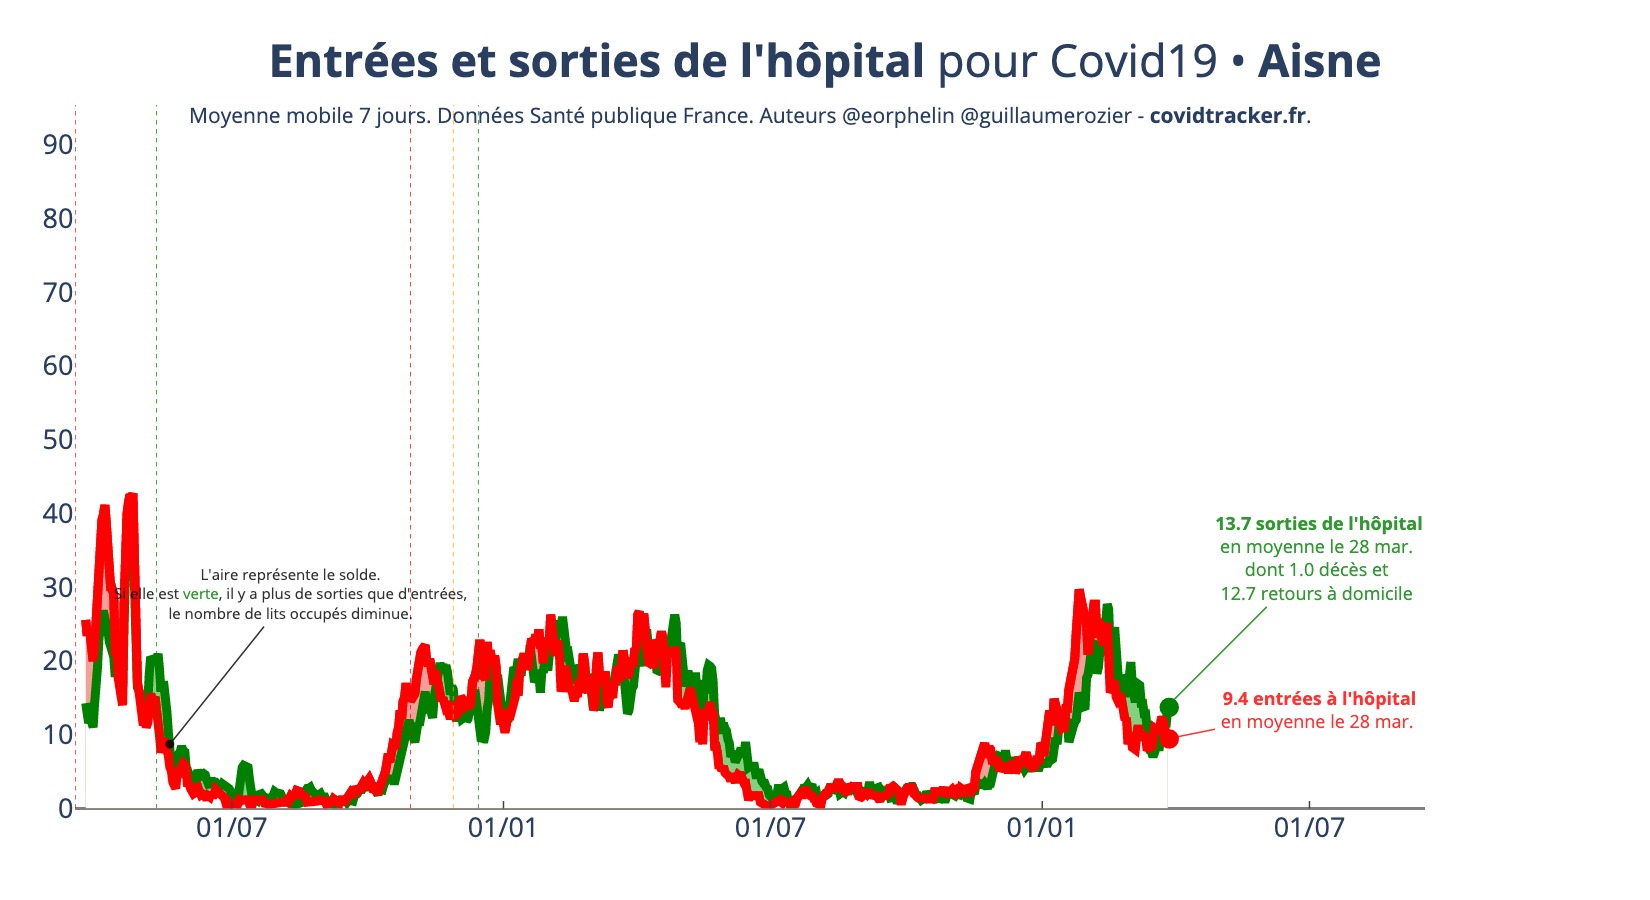 Entrées et sorties de l'hôpital pour Covid19 • Aisne
Moyenne mobile 7 jours. Données Santé publique France. Auteurs @eorphelin @guillaumerozier - covidtracker.fr.
90
80
70
60
50
40
30
20
10
0
L'aire représente le solde.
Si elle est verte, il y a plus de sorties que d'entrées,
le nombre de lits occupés diminue.
13.7 sorties de l'hôpital
en moyenne le 28 mar.
dont 1.0 décès et
12.7 retours à domicile
9.4 entrées à l'hôpital
en moyenne le 28 mar.
01/07
01/01
01/07
01/01
01/07